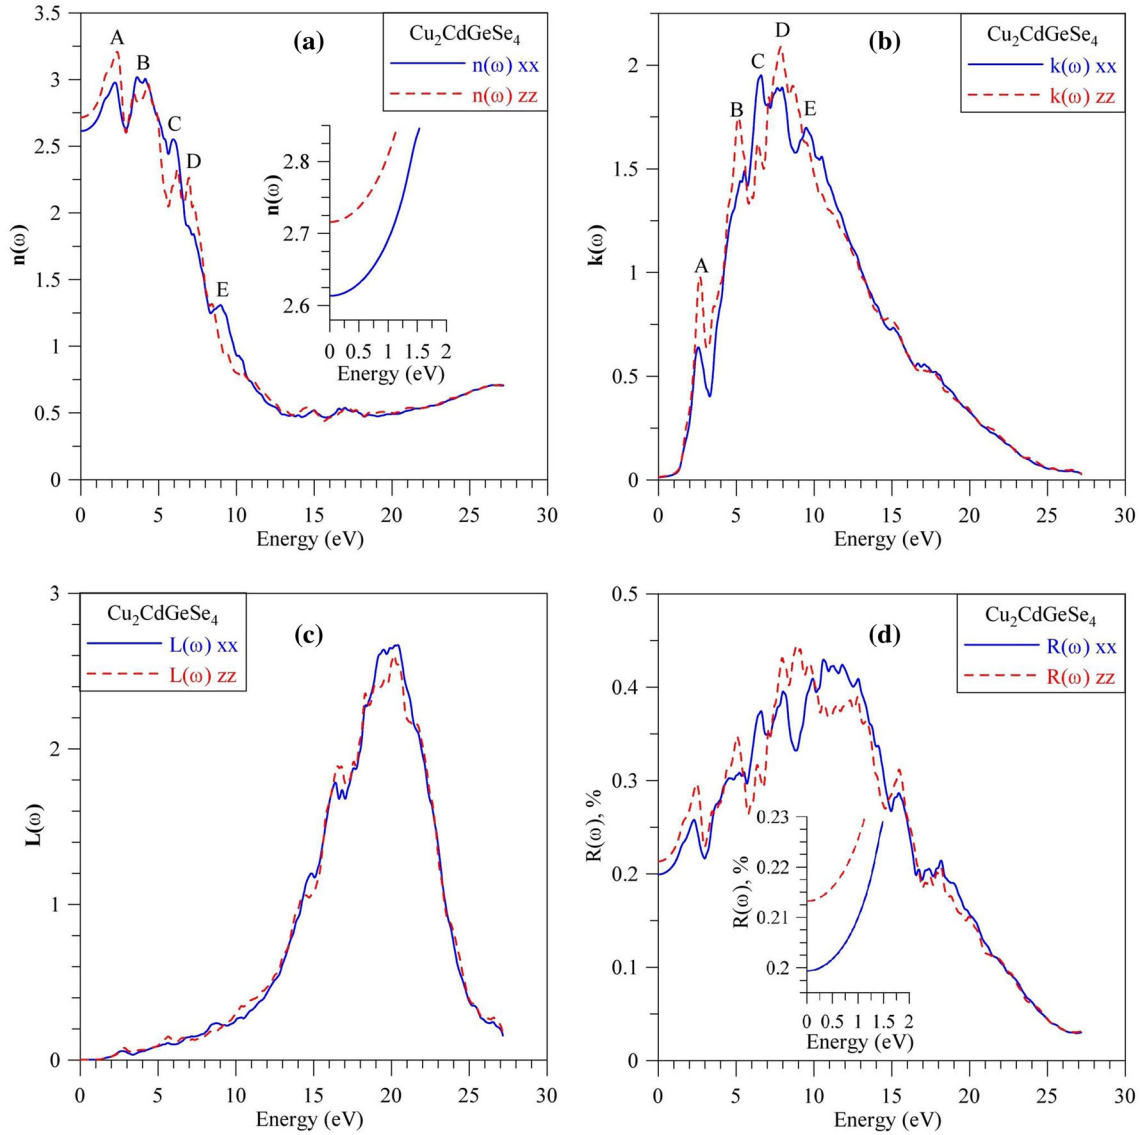 (a)
Cu₂CdGeSe₄
n(ω) xx
n(ω) zz
3.5
3
2.5
2
1.5
1
0.5
0
n(ω)
A
B
C
D
E
2.8
2.7
2.6
n(ω)
0 0.5 1 1.5 2
Energy (eV)
0 5 10 15 20 25 30
Energy (eV)
(b)
Cu₂CdGeSe₄
k(ω) xx
k(ω) zz
2
1.5
1
0.5
0
k(ω)
A
B
C
D
E
0 5 10 15 20 25 30
Energy (eV)
Cu₂CdGeSe₄
L(ω) xx
L(ω) zz
(c)
3
2
1
0
L(ω)
0 5 10 15 20 25 30
Energy (eV)
(d)
Cu₂CdGeSe₄
R(ω) xx
R(ω) zz
0.5
0.4
0.3
0.2
0.1
0
R(ω), %
0.23
0.22
0.21
0.2
R(ω), %
0 0.5 1 1.5 2
Energy (eV)
0 5 10 15 20 25 30
Energy (eV)